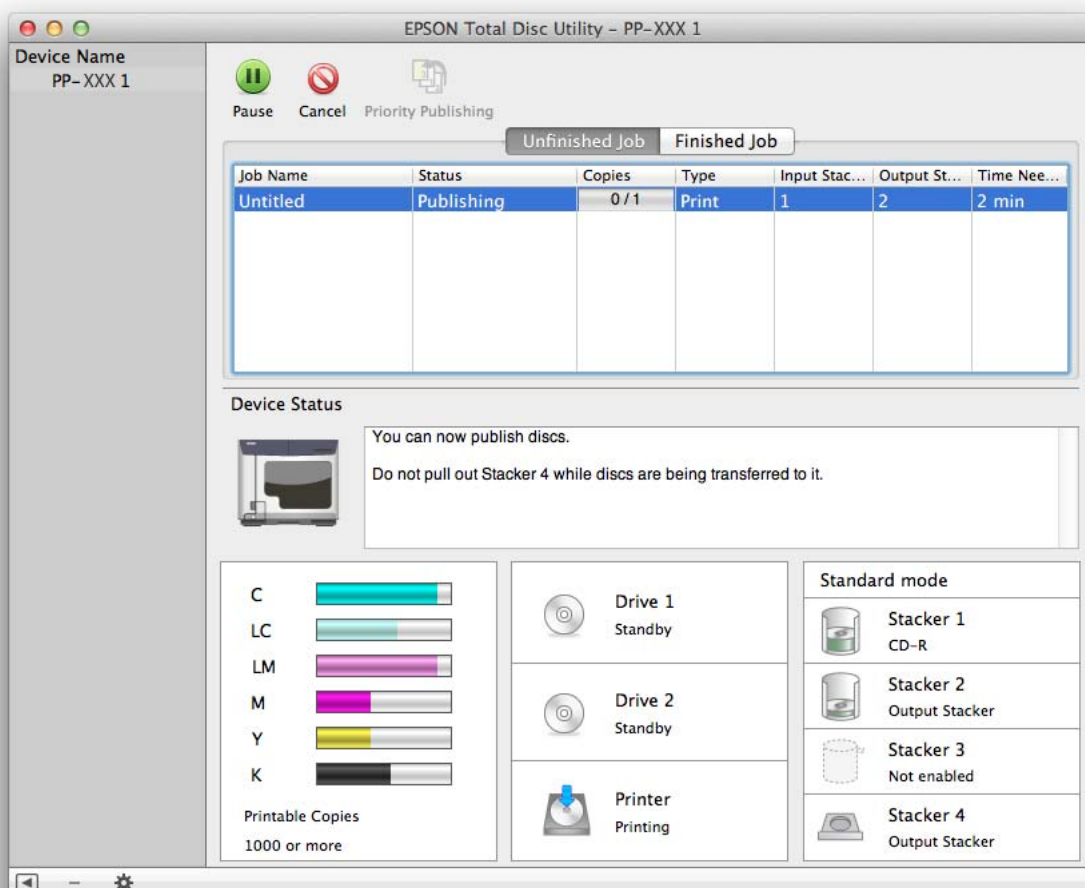 EPSON Total Disc Utility – PP-XXX 1
Device Name
PP-XXX 1
Pause
Cancel
Priority Publishing
Unfinished Job
Finished Job
Job Name
Status
Copies
Type
Input Stac...
Output St...
Time Nee...
Untitled
Publishing
0 / 1
Print
1
2
2 min
Device Status
You can now publish discs.
Do not pull out Stacker 4 while discs are being transferred to it.
C
LC
LM
M
Y
K
Printable Copies
1000 or more
Drive 1
Standby
Drive 2
Standby
Printer
Printing
Standard mode
Stacker 1
CD-R
Stacker 2
Output Stacker
Stacker 3
Not enabled
Stacker 4
Output Stacker